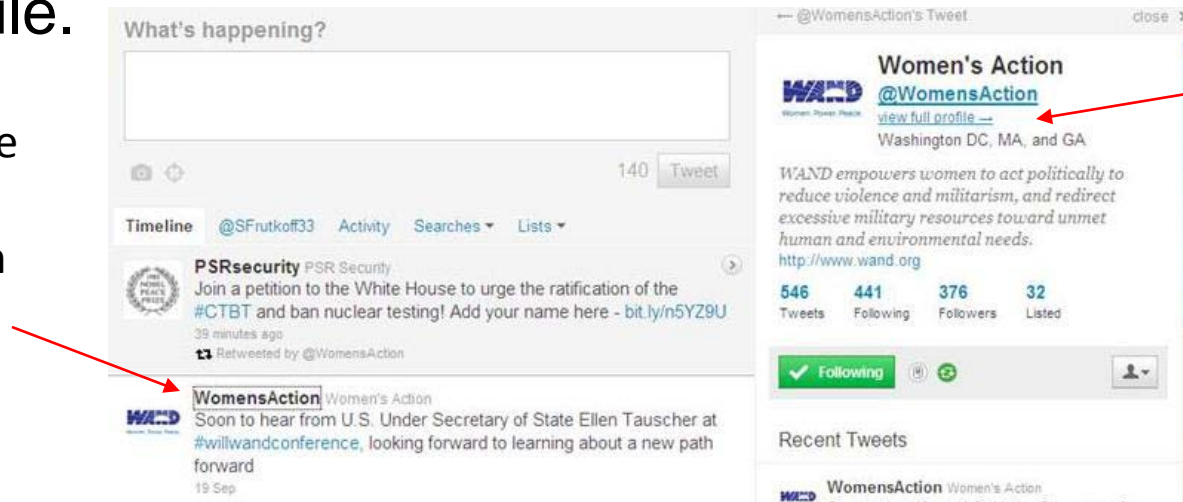 ile.
e
n
What's happening?
140 Tweet
Timeline @SFrutkoff33 Activity Searches Lists
PSRsecurity PSR Security
Join a petition to the White House to urge the ratification of the
#CTBT and ban nuclear testing! Add your name here - bit.ly/n5YZ9U
39 minutes ago
Retweeted by @WomensAction
WomensAction Women's Action
WAND
Soon to hear from U.S. Under Secretary of State Ellen Tauscher at
#willwandconference, looking forward to learning about a new path
forward
19 Sep
← @WomensAction's Tweet close x
Women's Action
WAND
Women. Power. Peace.
@WomensAction
view full profile →
Washington DC, MA, and GA
WAND empowers women to act politically to
reduce violence and militarism, and redirect
excessive military resources toward unmet
human and environmental needs.
http://www.wand.org
546 441 376 32
Tweets Following Followers Listed
Following
Recent Tweets
WomensAction Women's Action
WAND